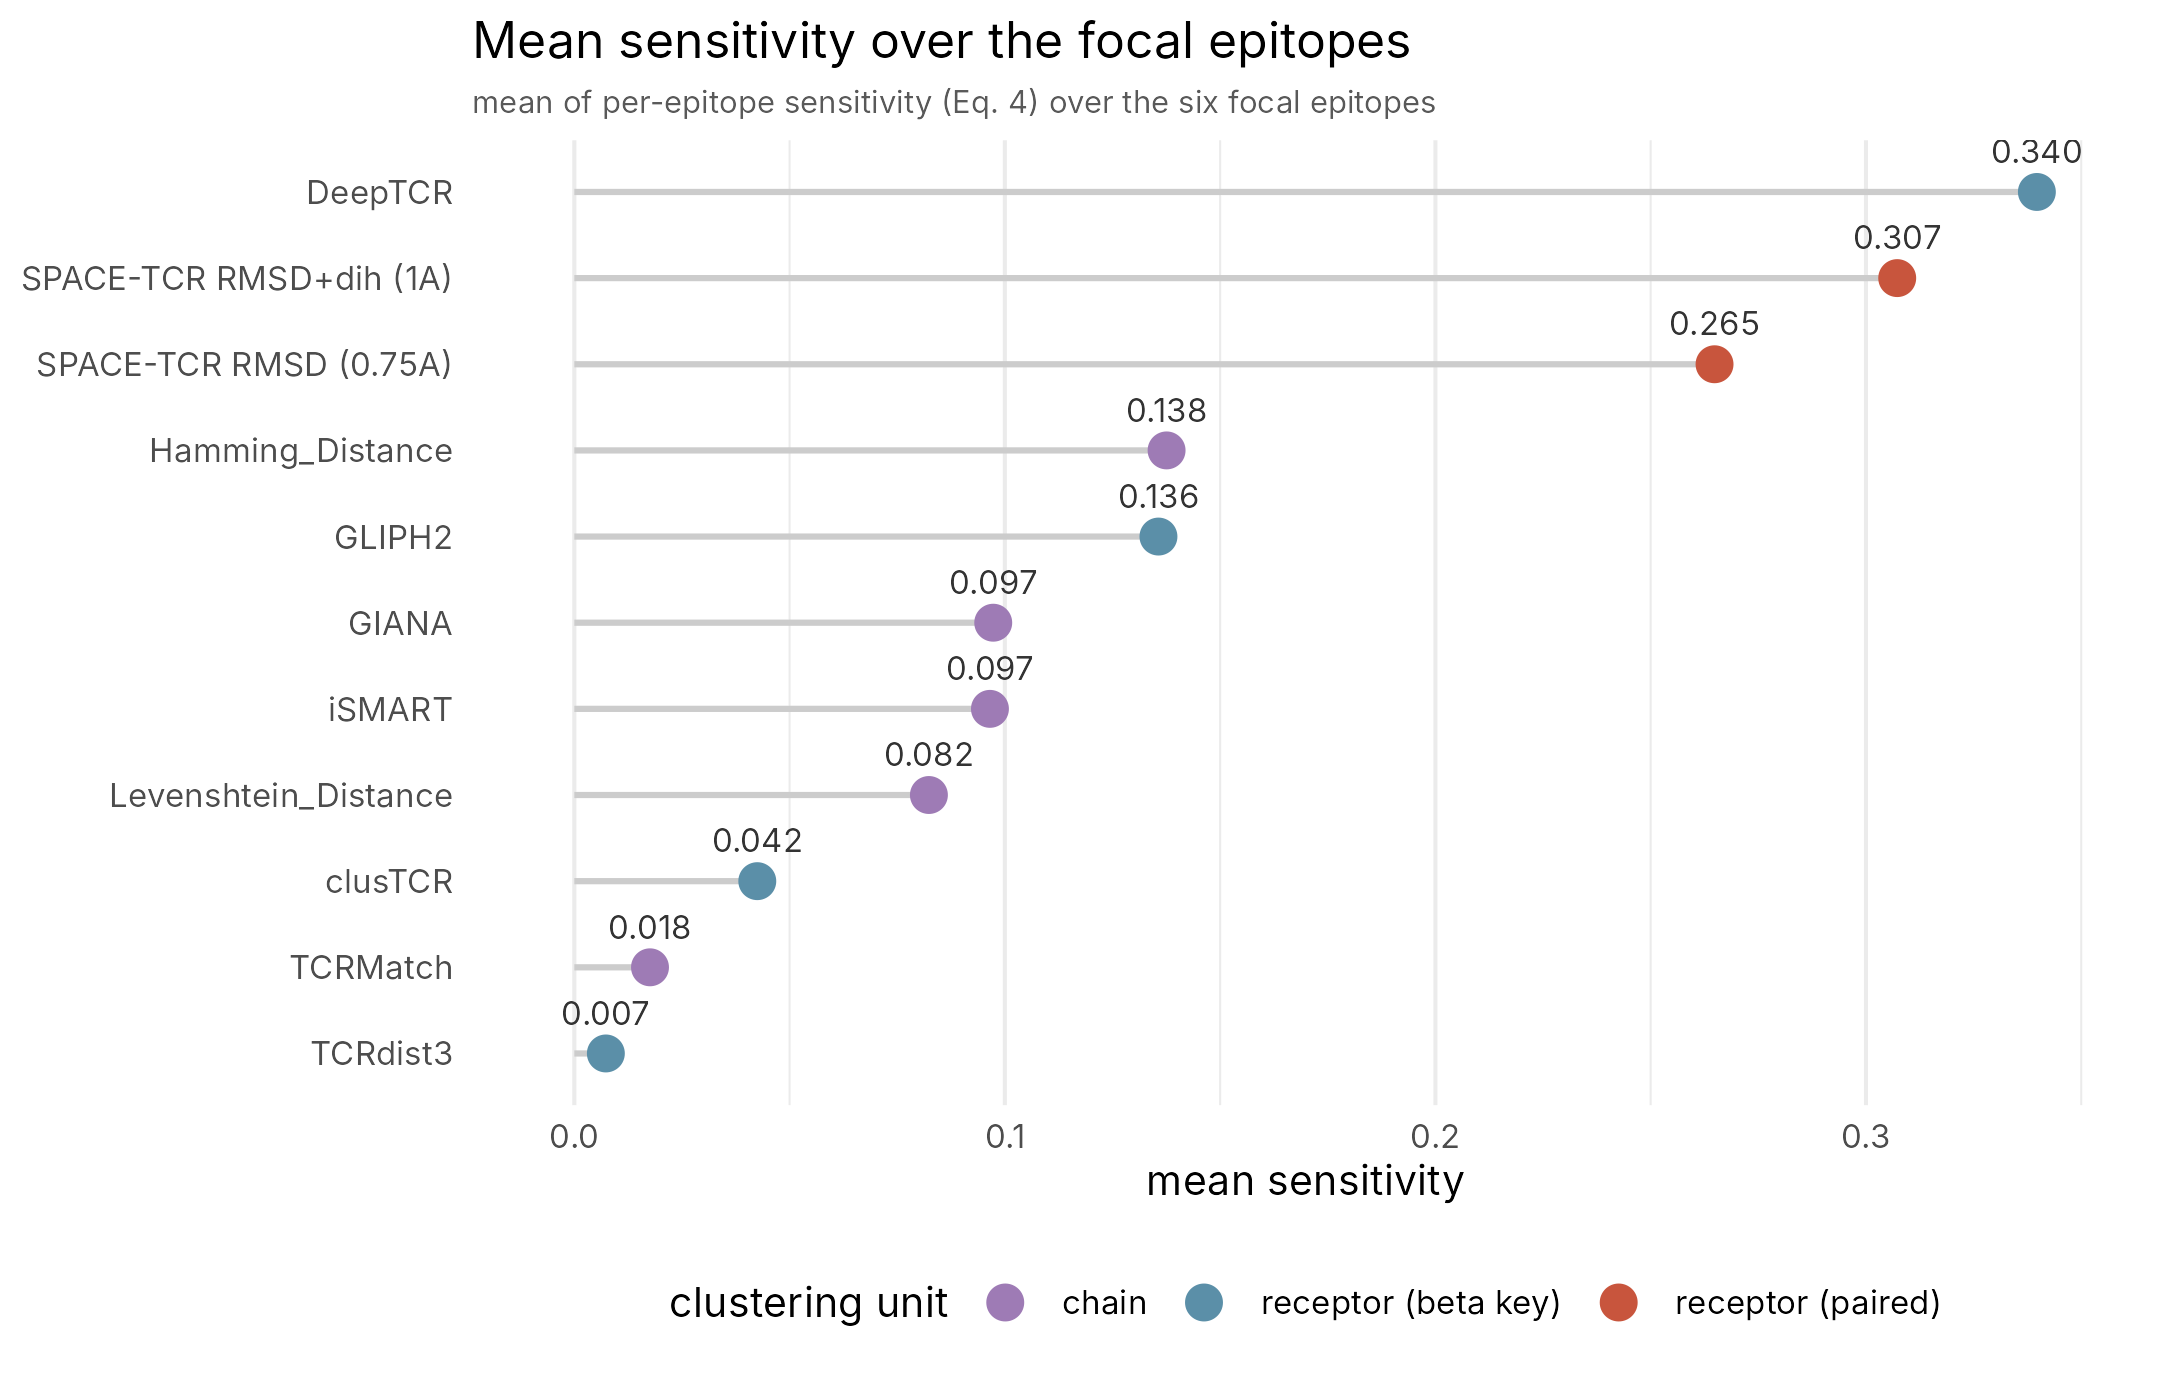 Mean sensitivity over the focal epitopes
mean of per-epitope sensitivity (Eq. 4) over the six focal epitopes
DeepTCR 0.340
SPACE-TCR RMSD+dih (1A) 0.307
SPACE-TCR RMSD (0.75A) 0.265
Hamming_Distance 0.138
GLIPH2 0.136
GIANA 0.097
iSMART 0.097
Levenshtein_Distance 0.082
clusTCR 0.042
TCRMatch 0.018
TCRdist3 0.007
0.0 0.1 0.2 0.3
mean sensitivity
clustering unit chain receptor (beta key) receptor (paired)